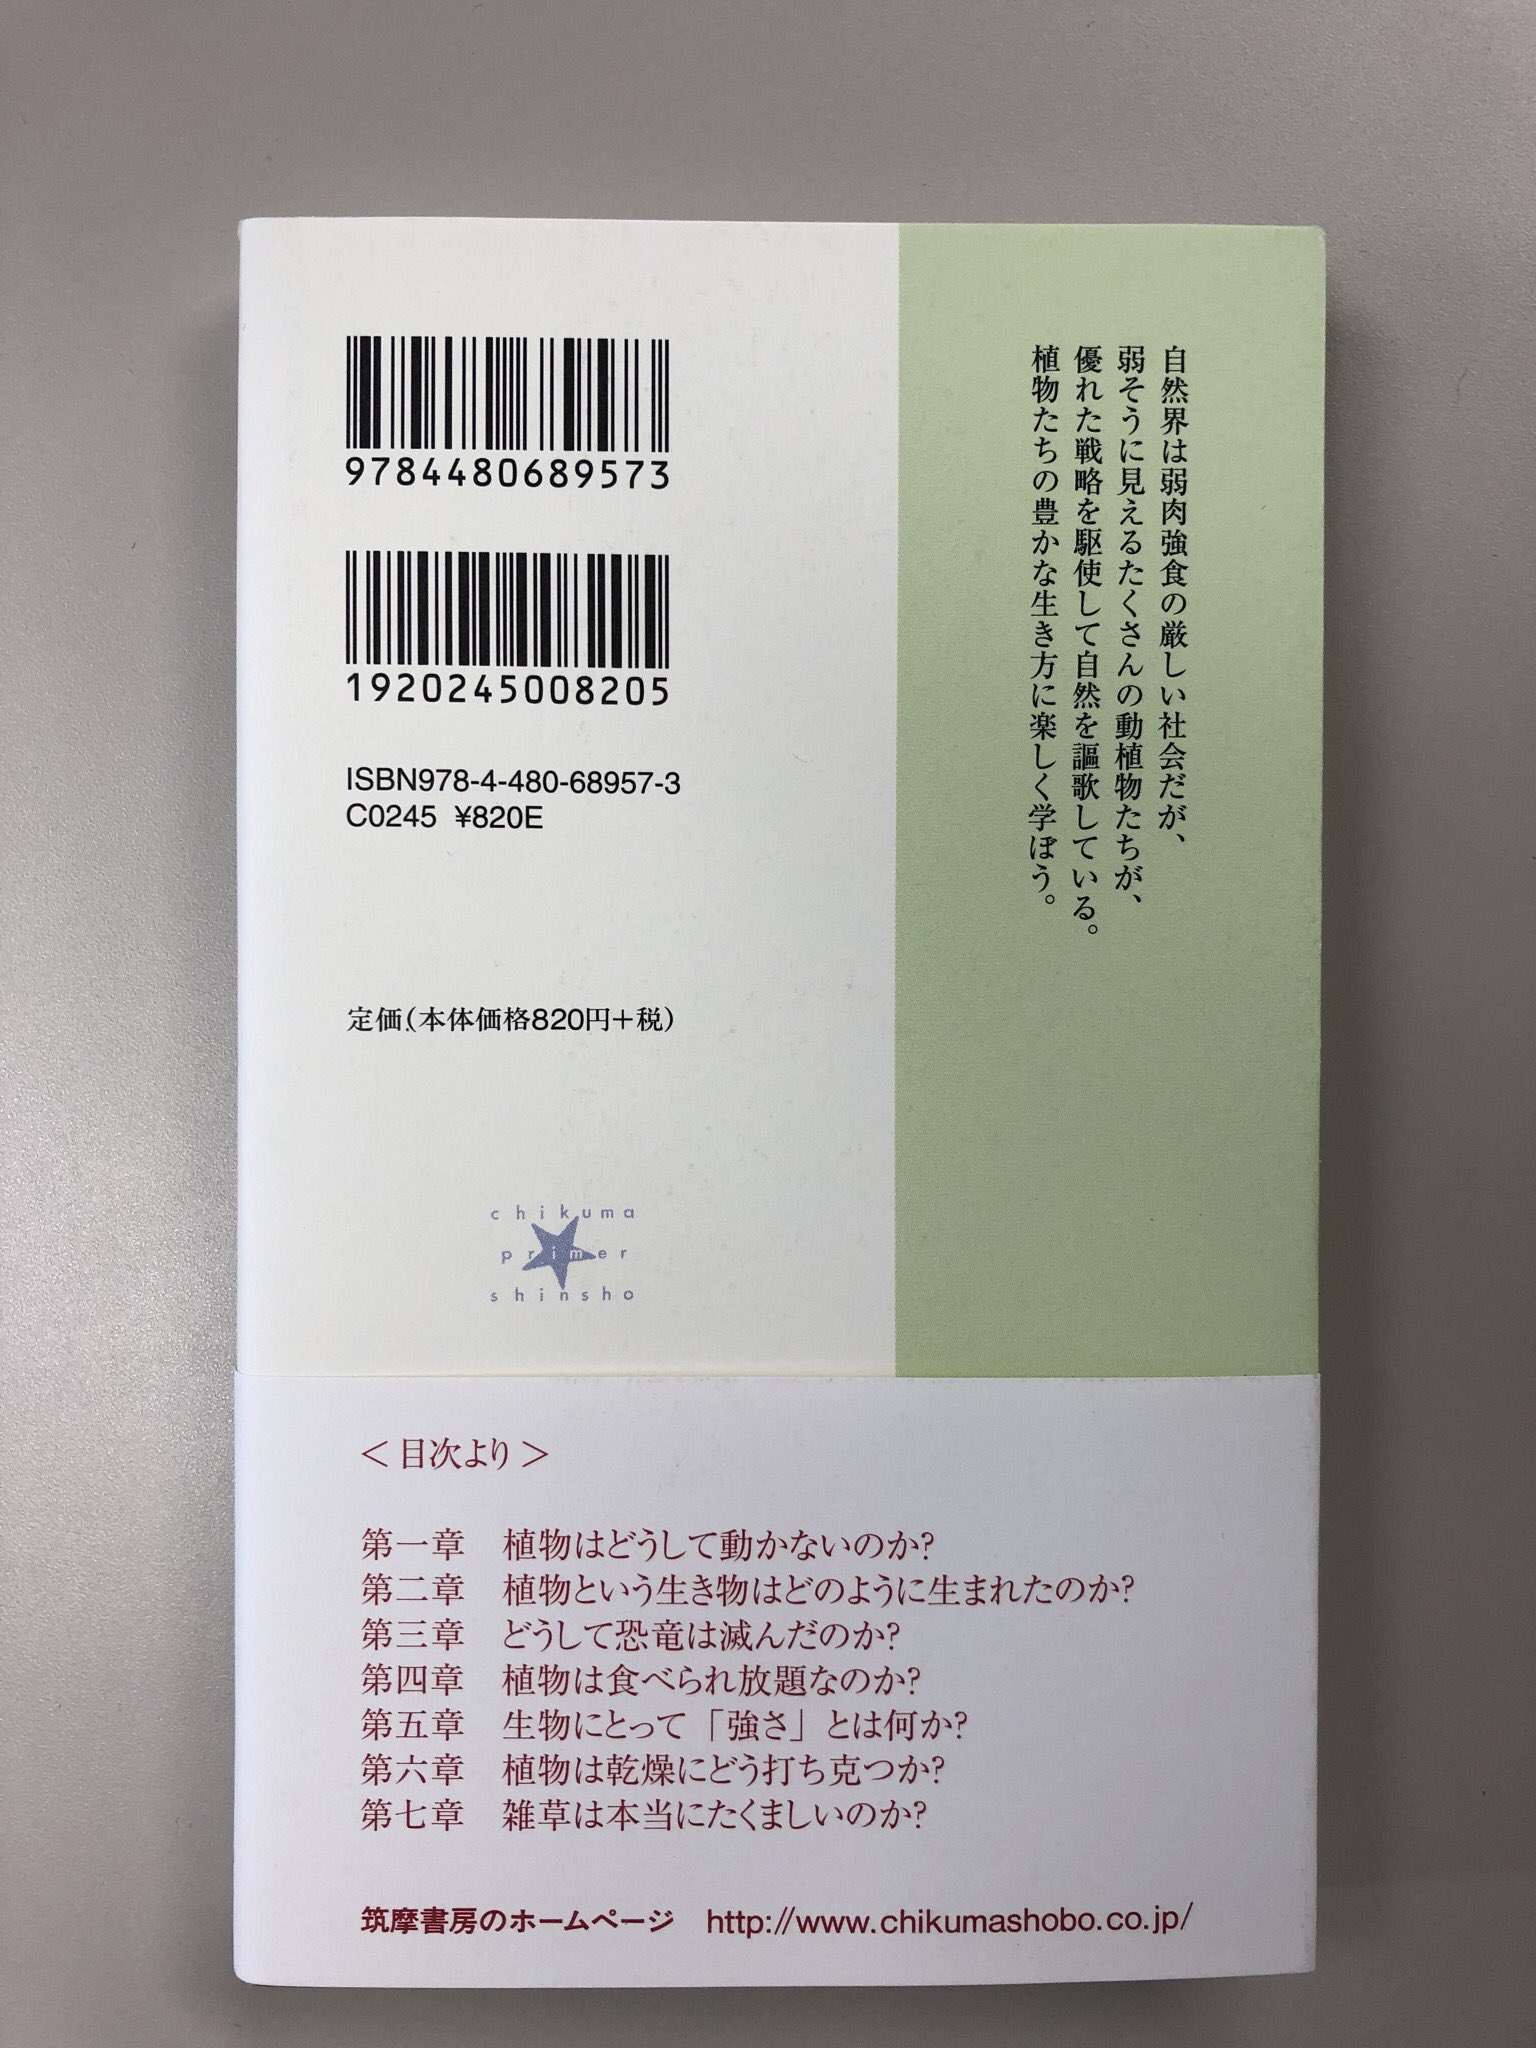 自然界は弱肉強食の厳しい社会だが、
弱そうに見えるたくさんの動植物たちが、
優れた戦略を駆使して自然を謳歌している。
植物たちの豊かな生き方に楽しく学ぼう。
9784480689573
1920245008205
ISBN978-4-480-68957-3
C0245 ¥820E
定価(本体価格820円+税)
chikuma
primer
shinsho
<目次より>
第一章 植物はどうして動かないのか?
第二章 植物という生き物はどのように生まれたのか?
第三章 どうして恐竜は滅んだのか?
第四章 植物は食べられ放題なのか?
第五章 生物にとって「強さ」とは何か?
第六章 植物は乾燥にどう打ち克つか?
第七章 雑草は本当にたくましいのか?
筑摩書房のホームページ http://www.chikumashobo.co.jp/